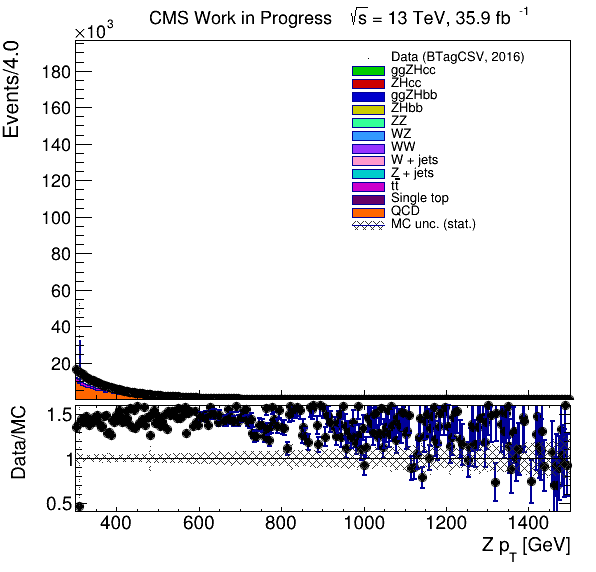 CMS Work in Progress √s = 13 TeV, 35.9 fb⁻¹
×10³
Events/4.0
180
160
140
120
100
80
60
40
20
Data (BTagCSV, 2016)
ggZHcc
ZHcc
ggZHbb
ZHbb
ZZ
WZ
WW
W + jets
Z + jets
tt̄
Single top
QCD
MC unc. (stat.)
Data/MC
1.5
1
0.5
400 600 800 1000 1200 1400
Z p_T [GeV]